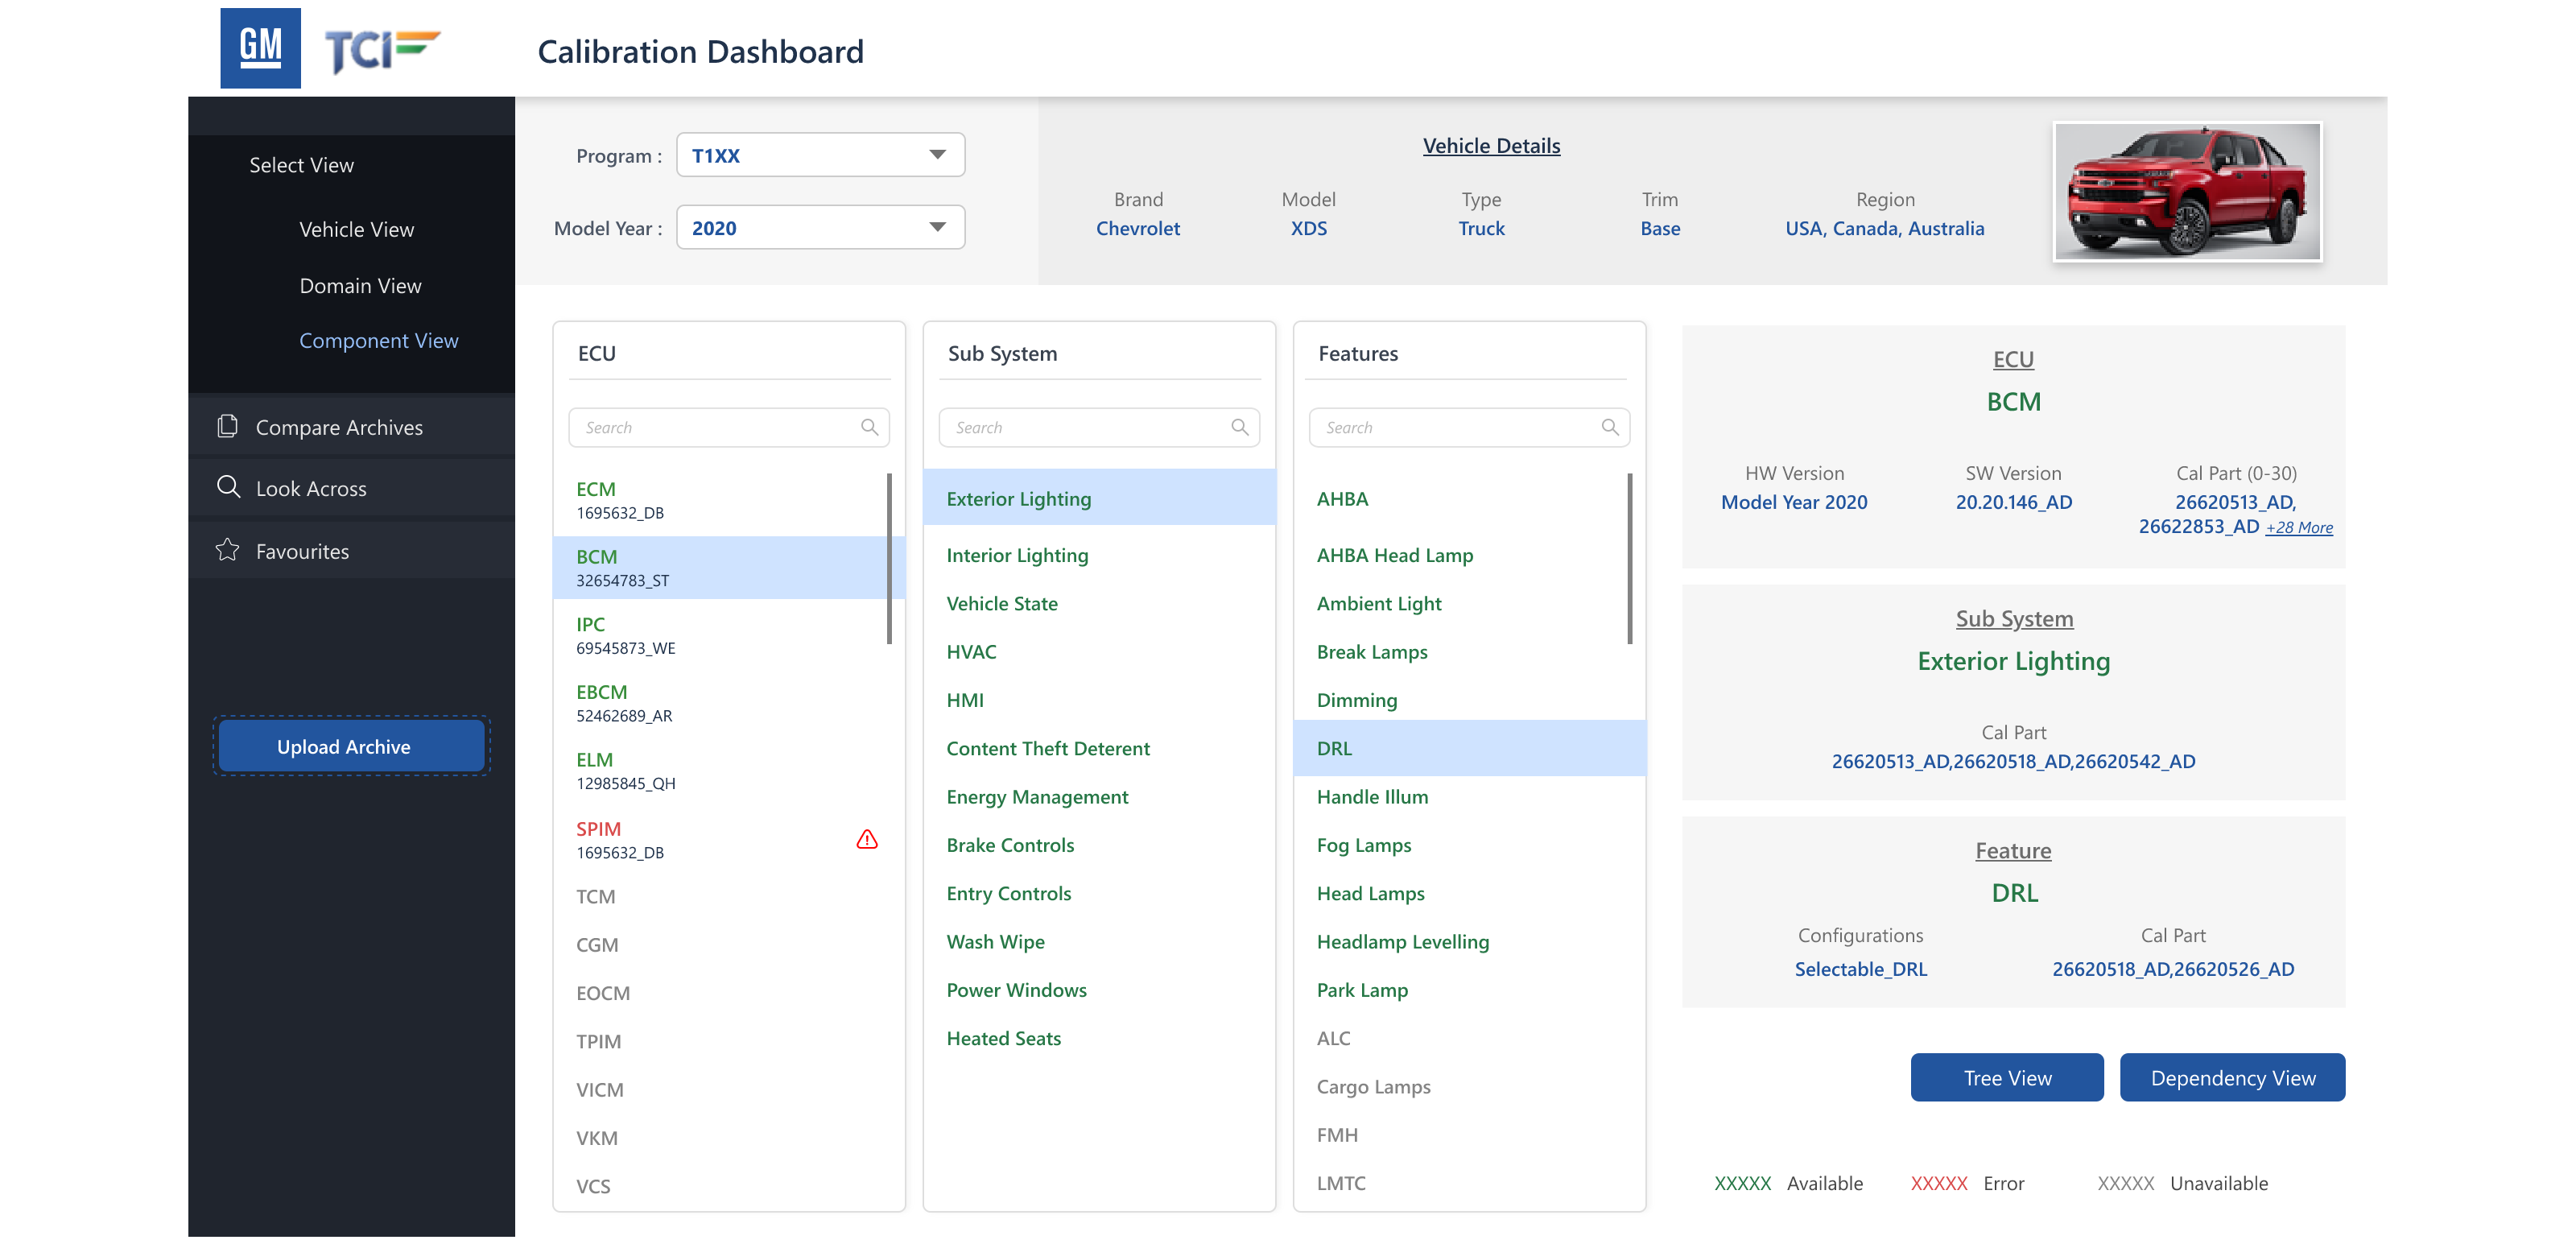 GM
TCI
Calibration Dashboard
Select View
Vehicle View
Domain View
Component View
Compare Archives
Look Across
Favourites
Upload Archive
Program : T1XX
Model Year : 2020
Vehicle Details
Brand Model Type Trim Region
Chevrolet XDS Truck Base USA, Canada, Australia
ECU
Search
ECM
1695632_DB
BCM
32654783_ST
IPC
69545873_WE
EBCM
52462689_AR
ELM
12985845_QH
SPIM
1695632_DB
TCM
CGM
EOCM
TPIM
VICM
VKM
VCS
Sub System
Search
Exterior Lighting
Interior Lighting
Vehicle State
HVAC
HMI
Content Theft Deterent
Energy Management
Brake Controls
Entry Controls
Wash Wipe
Power Windows
Heated Seats
Features
Search
AHBA
AHBA Head Lamp
Ambient Light
Break Lamps
Dimming
DRL
Handle Illum
Fog Lamps
Head Lamps
Headlamp Levelling
Park Lamp
ALC
Cargo Lamps
FMH
LMTC
ECU
BCM
HW Version SW Version Cal Part (0-30)
Model Year 2020 20.20.146_AD 26620513_AD,
26622853_AD +28 More
Sub System
Exterior Lighting
Cal Part
26620513_AD,26620518_AD,26620542_AD
Feature
DRL
Configurations Cal Part
Selectable_DRL 26620518_AD,26620526_AD
Tree View Dependency View
XXXXX Available XXXXX Error XXXXX Unavailable